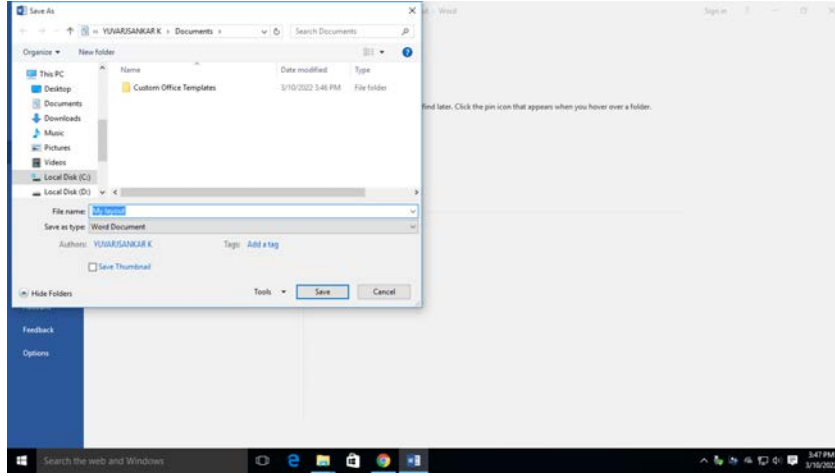 Save As
Word
Sign in
YUVARJSANKAR K › Documents ›
Search Documents
Organize
New folder
Name
Date modified
Type
This PC
Desktop
Documents
Downloads
Music
Pictures
Videos
Local Disk (C:)
Local Disk (D:)
Custom Office Templates
3/10/2022 3:46 PM
File folder
find later. Click the pin icon that appears when you hover over a folder.
File name: My layout
Save as type: Word Document
Authors: YUVARJSANKAR K
Tags: Add a tag
Save Thumbnail
Hide Folders
Tools
Save
Cancel
Feedback
Options
Search the web and Windows
3:47 PM